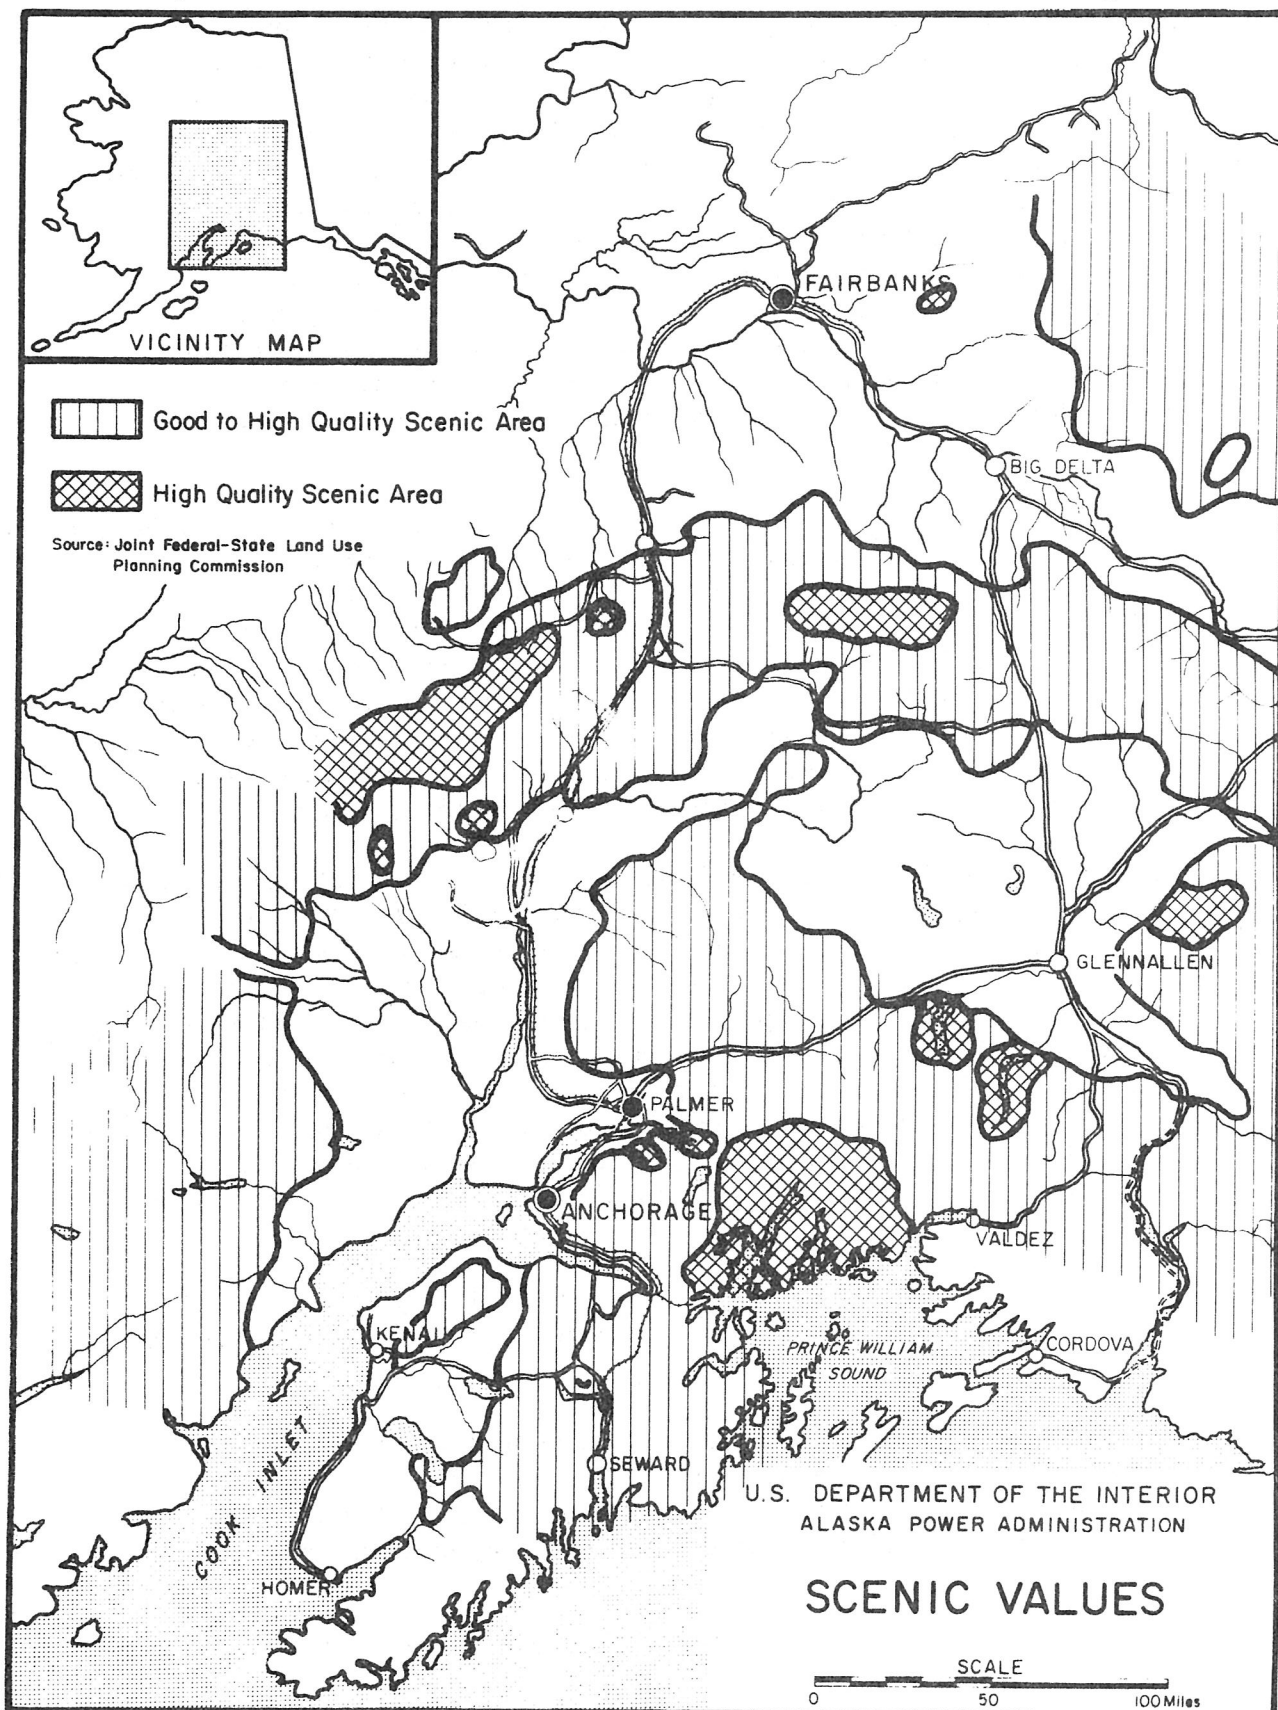 VICINITY MAP
Good to High Quality Scenic Area
High Quality Scenic Area
Source: Joint Federal-State Land Use
Planning Commission
FAIRBANKS
BIG DELTA
GLENNALLEN
PALMER
ANCHORAGE
VALDEZ
KENAI
PRINCE WILLIAM
SOUND
CORDOVA
COOK INLET
SEWARD
HOMER
U.S. DEPARTMENT OF THE INTERIOR
ALASKA POWER ADMINISTRATION
SCENIC VALUES
SCALE
0 50 100 Miles